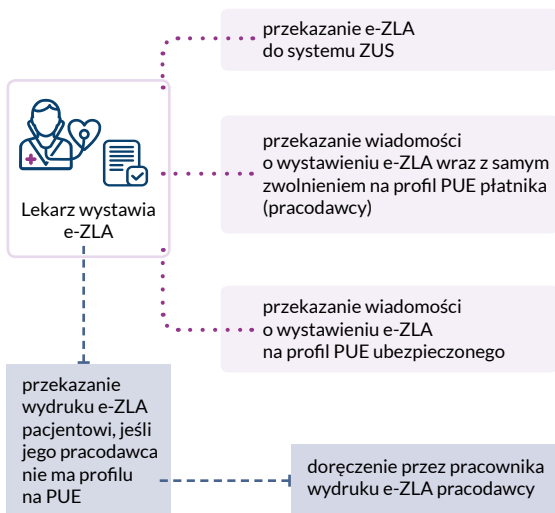 przekazanie e-ZLA
do systemu ZUS
Lekarz wystawia
e-ZLA
przekazanie wiadomości
o wystawieniu e-ZLA wraz z samym
zwolnieniem na profil PUE płatnika
(pracodawcy)
przekazanie wiadomości
o wystawieniu e-ZLA
na profil PUE ubezpieczonego
przekazanie
wydruku e-ZLA
pacjentowi, jeśli
jego pracodawca
nie ma profilu
na PUE
doręczenie przez pracownika
wydruku e-ZLA pracodawcy